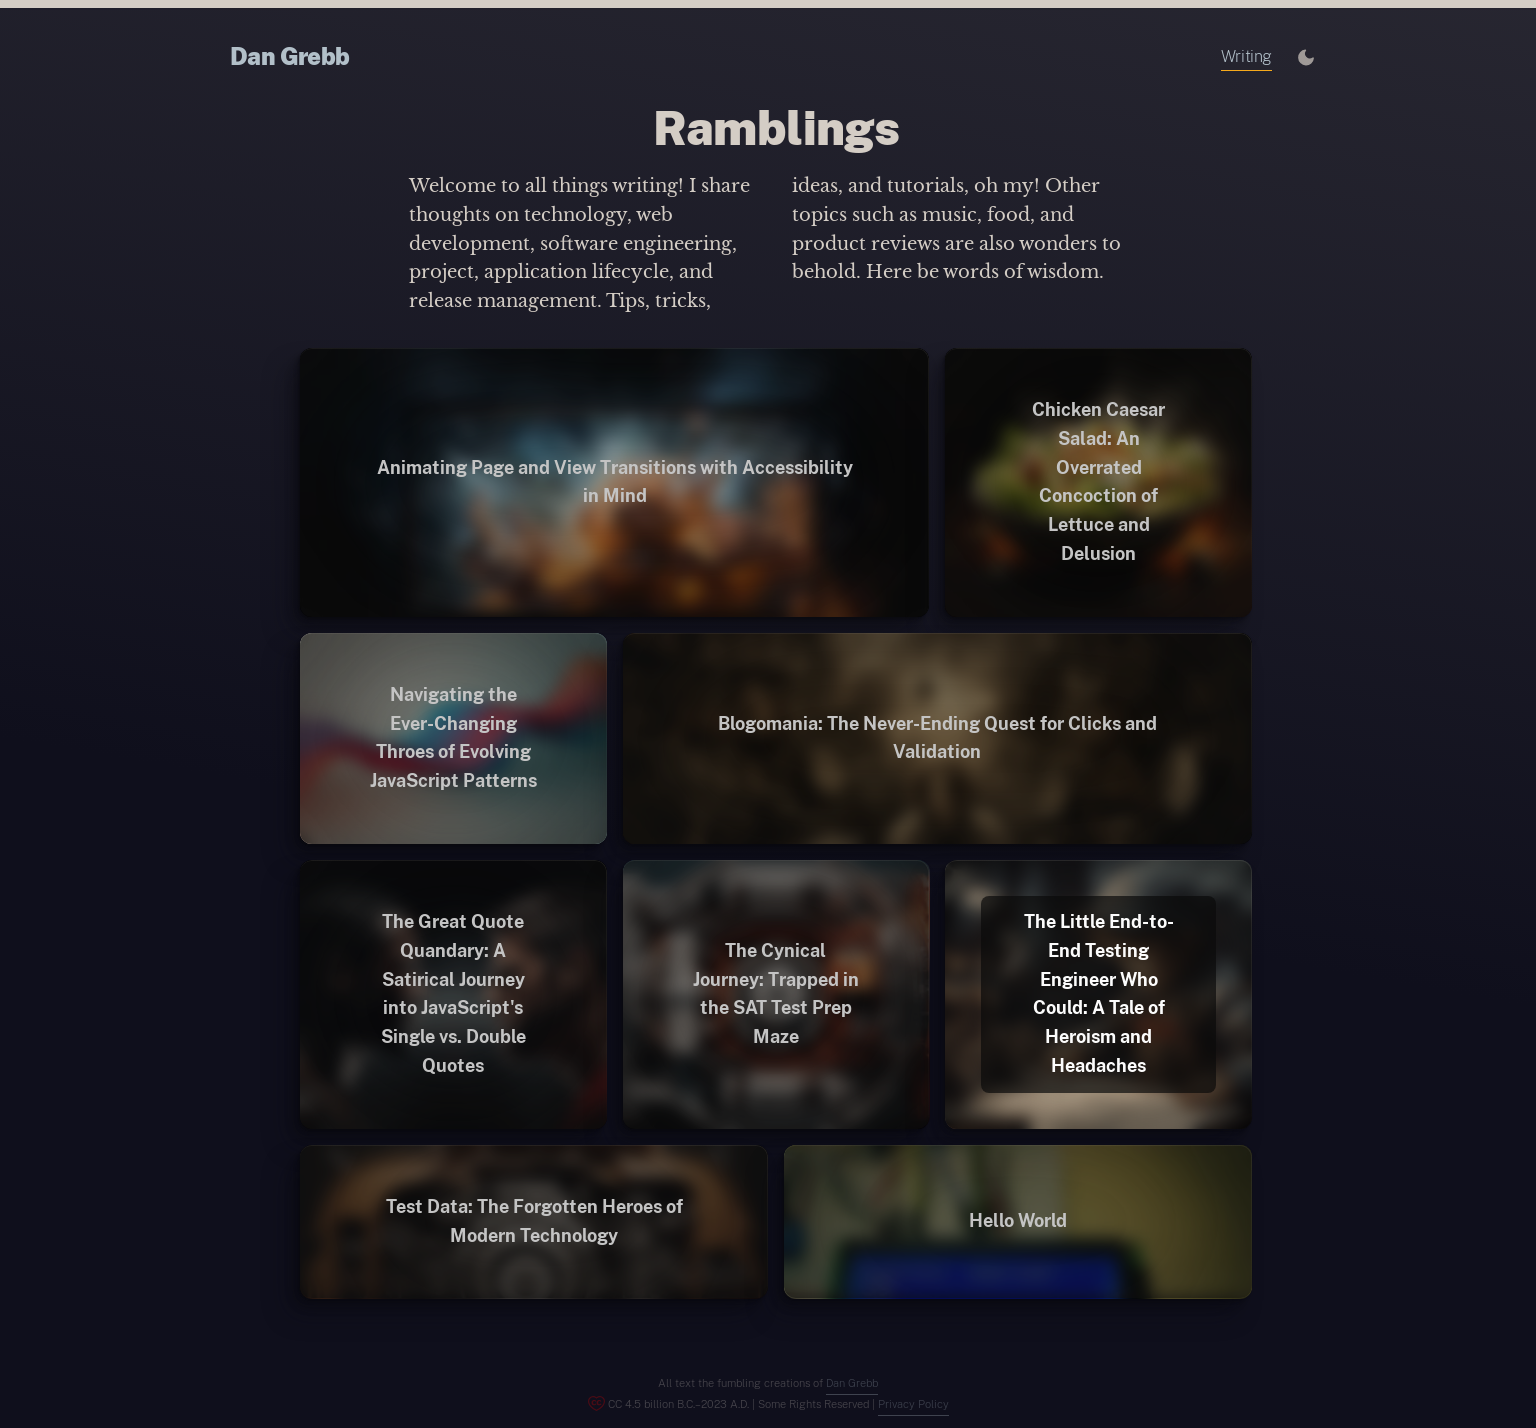 Dan Grebb
Writing
Ramblings
Welcome to all things writing! I share
thoughts on technology, web
development, software engineering,
project, application lifecycle, and
release management. Tips, tricks,
ideas, and tutorials, oh my! Other
topics such as music, food, and
product reviews are also wonders to
behold. Here be words of wisdom.
Animating Page and View Transitions with Accessibility
in Mind
Chicken Caesar
Salad: An
Overrated
Concoction of
Lettuce and
Delusion
Navigating the
Ever-Changing
Throes of Evolving
JavaScript Patterns
Blogomania: The Never-Ending Quest for Clicks and
Validation
The Great Quote
Quandary: A
Satirical Journey
into JavaScript's
Single vs. Double
Quotes
The Cynical
Journey: Trapped in
the SAT Test Prep
Maze
The Little End-to-
End Testing
Engineer Who
Could: A Tale of
Heroism and
Headaches
Test Data: The Forgotten Heroes of
Modern Technology
Hello World
All text the fumbling creations of Dan Grebb
CC 4.5 billion B.C.–2023 A.D. | Some Rights Reserved | Privacy Policy